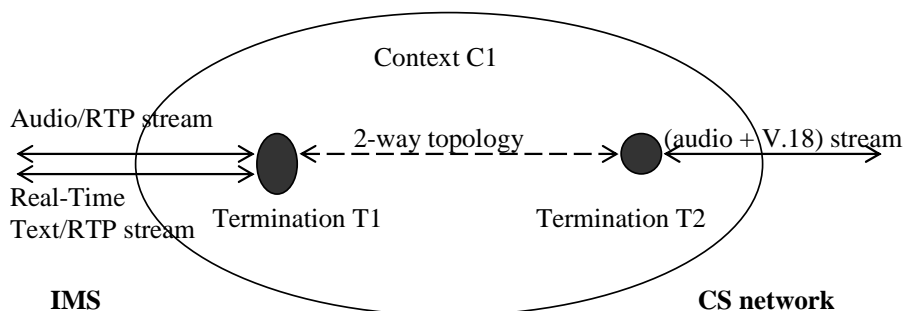 Context C1
Audio/RTP stream
2-way topology
(audio + V.18) stream
Real-Time
Text/RTP stream
Termination T1
Termination T2
IMS
CS network